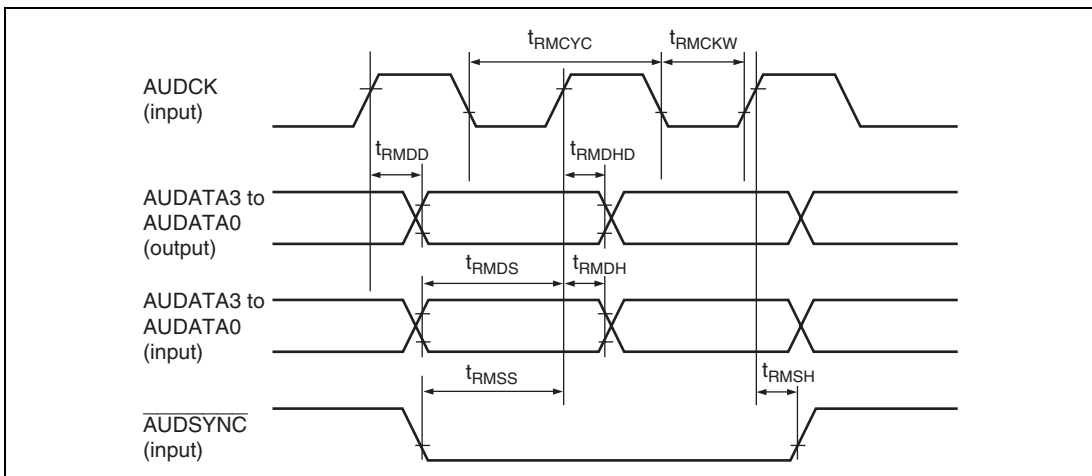 tRMCYC
tRMCKW
AUDCK
(input)
tRMDD
tRMDHD
AUDATA3 to
AUDATA0
(output)
tRMDS
tRMDH
AUDATA3 to
AUDATA0
(input)
tRMSS
tRMSH
AUDSYNC
(input)